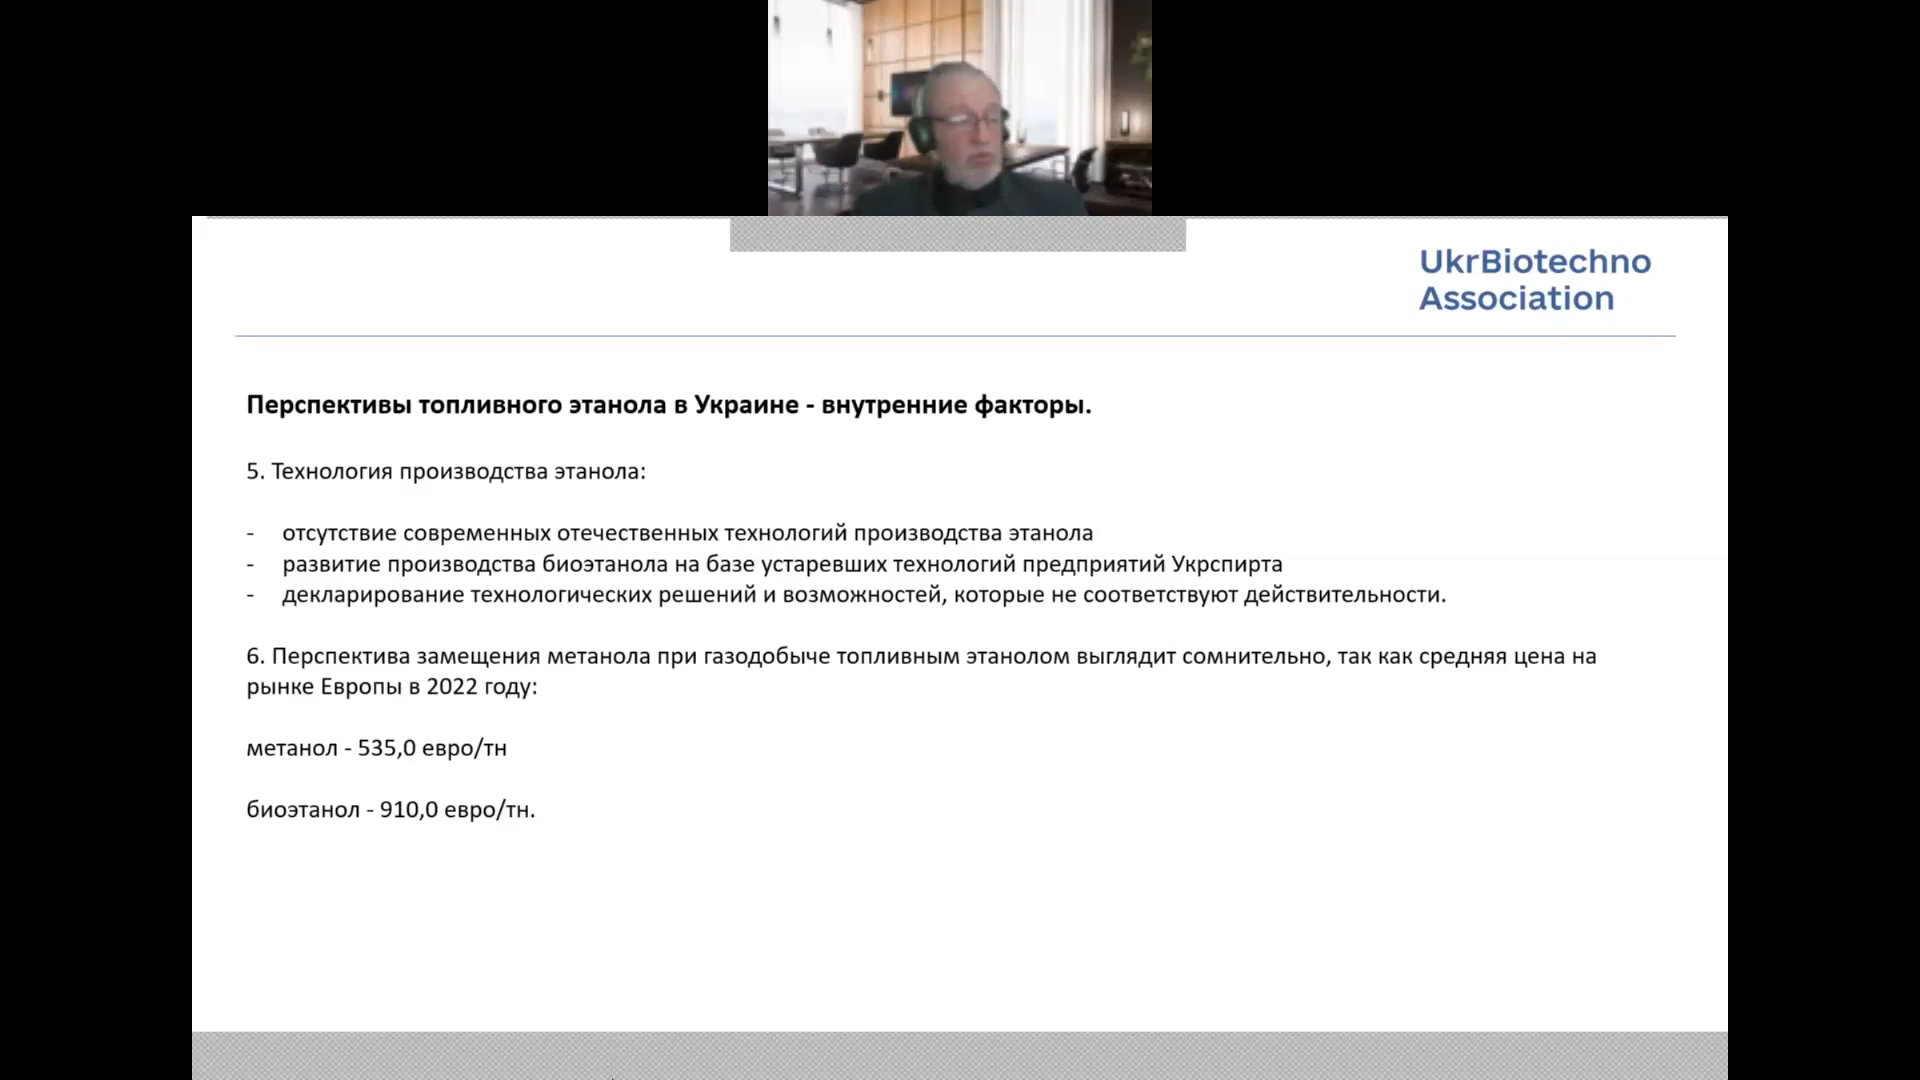 UkrBiotechno
Association
Перспективы топливного этанола в Украине - внутренние факторы.
5. Технология производства этанола:
- отсутствие современных отечественных технологий производства этанола
- развитие производства биоэтанола на базе устаревших технологий предприятий Укрспирта
- декларирование технологических решений и возможностей, которые не соответствуют действительности.
6. Перспектива замещения метанола при газодобыче топливным этанолом выглядит сомнительно, так как средняя цена на
рынке Европы в 2022 году:
метанол - 535,0 евро/тн
биоэтанол - 910,0 евро/тн.